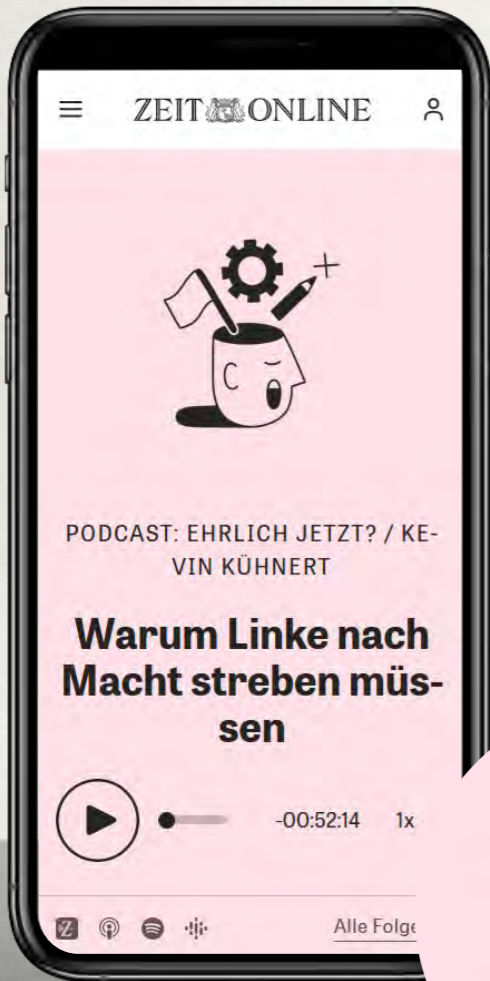 ZEIT ONLINE
PODCAST: EHRLICH JETZT? / KE-
VIN KÜHNERT
Warum Linke nach
Macht streben müs-
sen
-00:52:14 1x
Alle Folge